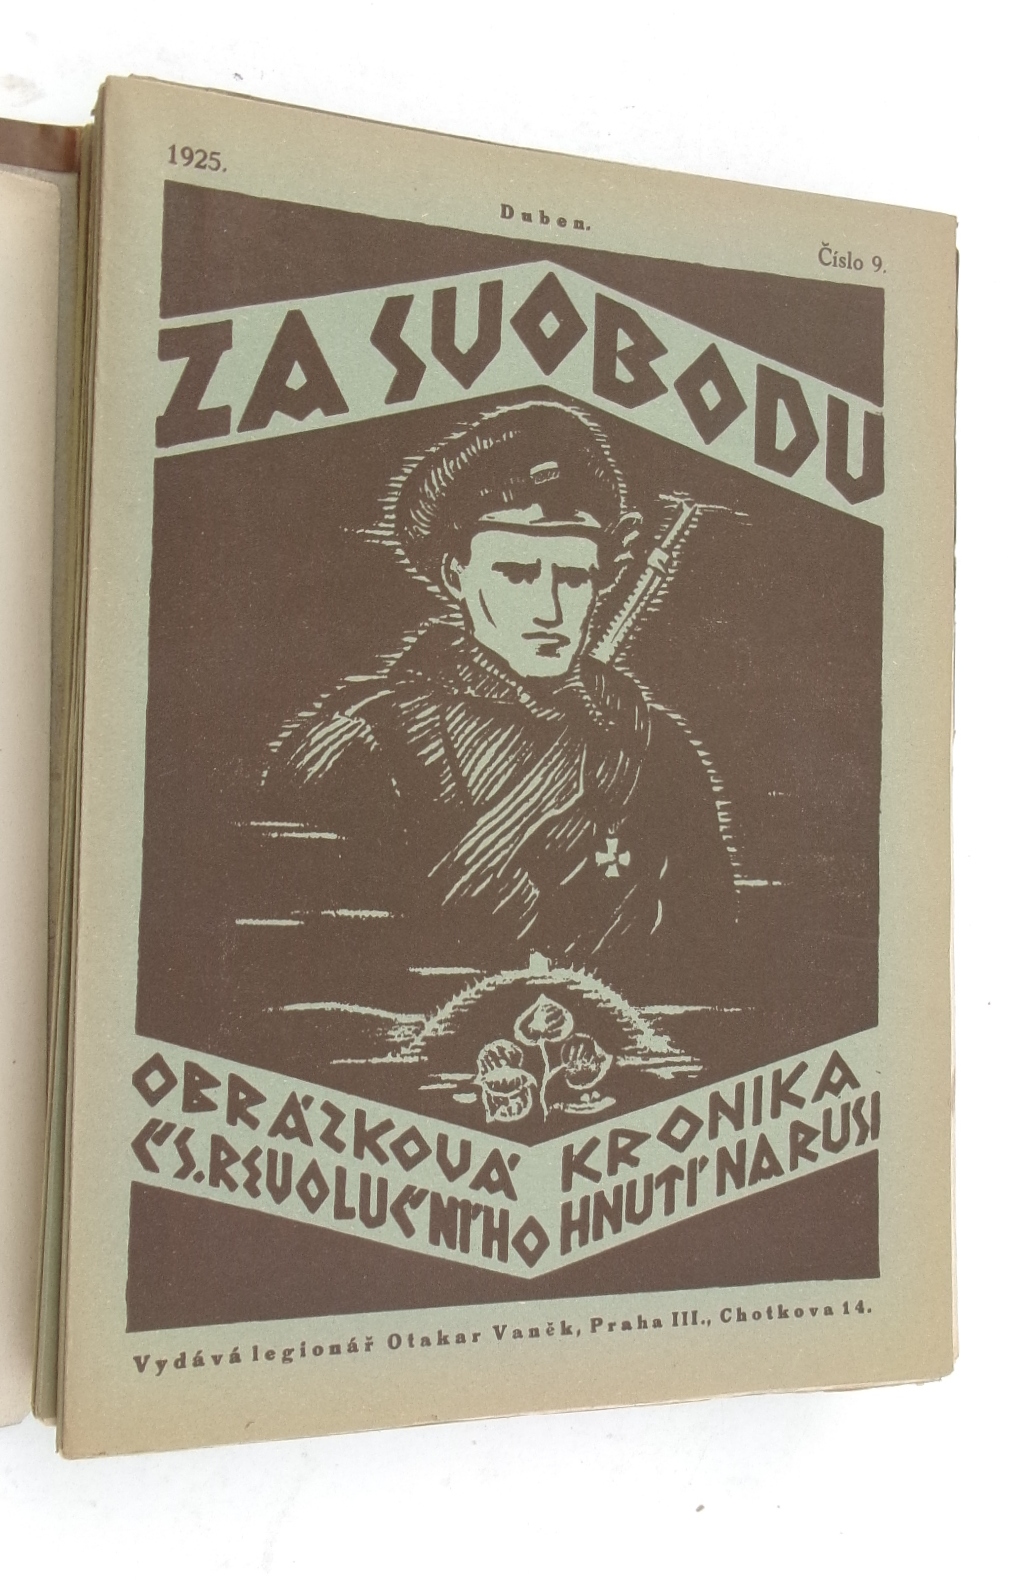 1925.
Duben.
Číslo 9.
ZA SVOBODU
OBRÁZKOVÁ KRONIKA
ČS. REVOLUČNÍHO HNUTÍ NA RUSI
Vydává legionář Otakar Vaněk, Praha III., Chotkova 14.